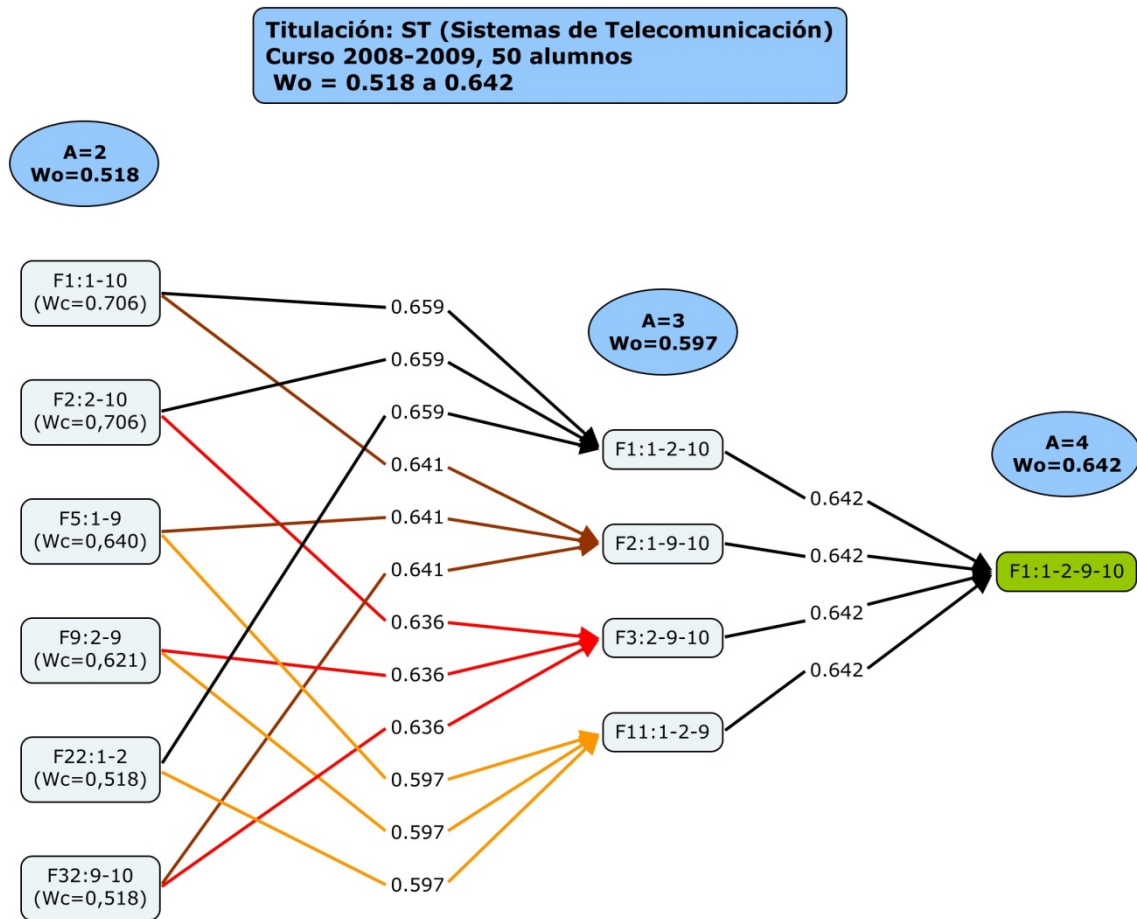 Titulación: ST (Sistemas de Telecomunicación)
Curso 2008-2009, 50 alumnos
Wo = 0.518 a 0.642
A=2
Wo=0.518
F1:1-10
(Wc=0.706)
F2:2-10
(Wc=0,706)
F5:1-9
(Wc=0,640)
F9:2-9
(Wc=0,621)
F22:1-2
(Wc=0,518)
F32:9-10
(Wc=0,518)
0.659
0.659
0.659
0.641
0.641
0.641
0.636
0.636
0.636
0.597
0.597
0.597
A=3
Wo=0.597
F1:1-2-10
F2:1-9-10
F3:2-9-10
F11:1-2-9
0.642
0.642
0.642
0.642
A=4
Wo=0.642
F1:1-2-9-10